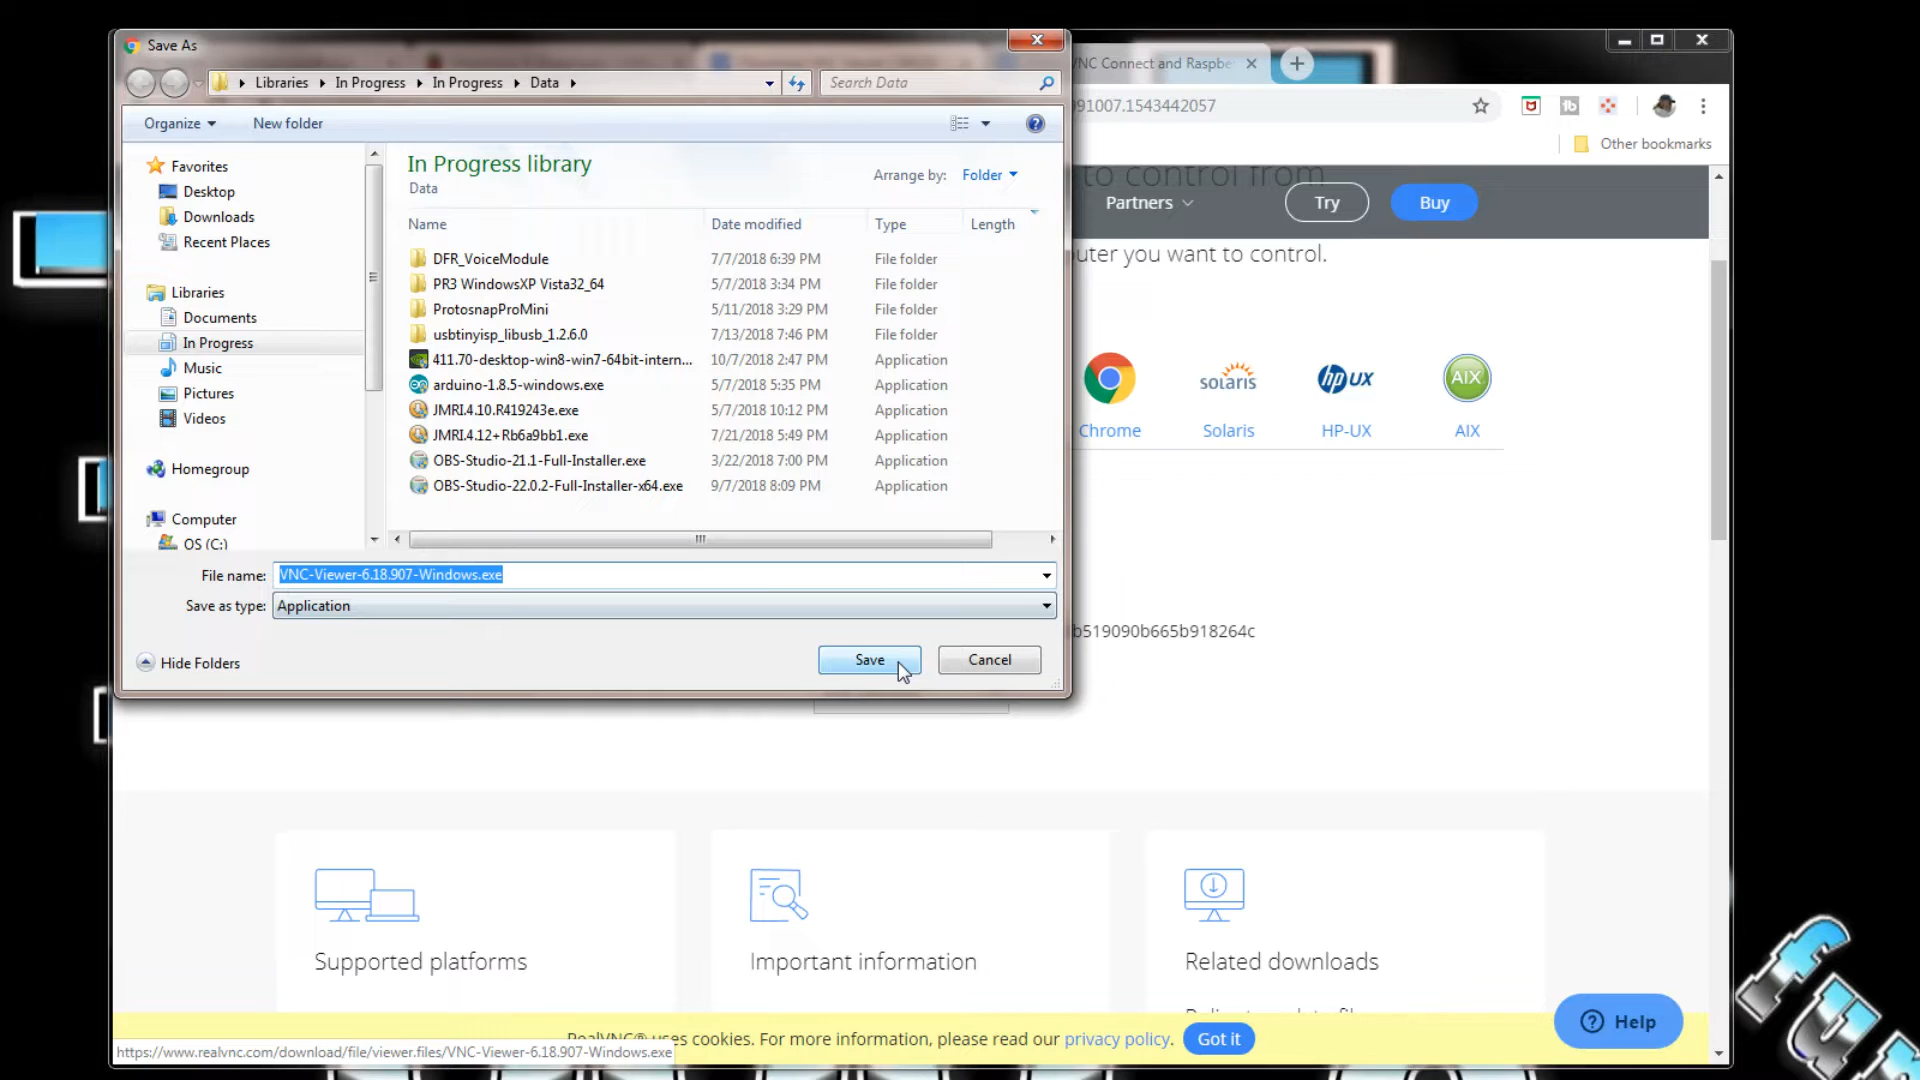 Save As
Libraries In Progress In Progress Data
Search Data
Organize New folder
Favorites
Desktop
Downloads
Recent Places
Libraries
Documents
In Progress
Music
Pictures
Videos
Homegroup
Computer
OS (C:)
In Progress library
Data
Arrange by: Folder
Name Date modified Type Length
DFR_VoiceModule 7/7/2018 6:39 PM File folder
PR3 WindowsXP Vista32_64 5/7/2018 3:34 PM File folder
ProtosnapProMini 5/11/2018 3:29 PM File folder
usbtinyisp_libusb_1.2.6.0 7/13/2018 7:46 PM File folder
411.70-desktop-win8-win7-64bit-intern... 10/7/2018 2:47 PM Application
arduino-1.8.5-windows.exe 5/7/2018 5:35 PM Application
JMRI.4.10.R419243e.exe 5/7/2018 10:12 PM Application
JMRI.4.12+Rb6a9bb1.exe 7/21/2018 5:49 PM Application
OBS-Studio-21.1-Full-Installer.exe 3/22/2018 7:00 PM Application
OBS-Studio-22.0.2-Full-Installer-x64.exe 9/7/2018 8:09 PM Application
File name: VNC-Viewer-6.18.907-Windows.exe
Save as type: Application
Hide Folders
Save Cancel
VNC Connect and Raspbe
91007.1543442057
Other bookmarks
to control from
Partners Try Buy
uter you want to control.
solaris hp UX AIX
Chrome Solaris HP-UX AIX
b519090b665b918264c
Supported platforms Important information Related downloads
RealVNC® uses cookies. For more information, please read our privacy policy. Got it
Help
https://www.realvnc.com/download/file/viewer.files/VNC-Viewer-6.18.907-Windows.exe